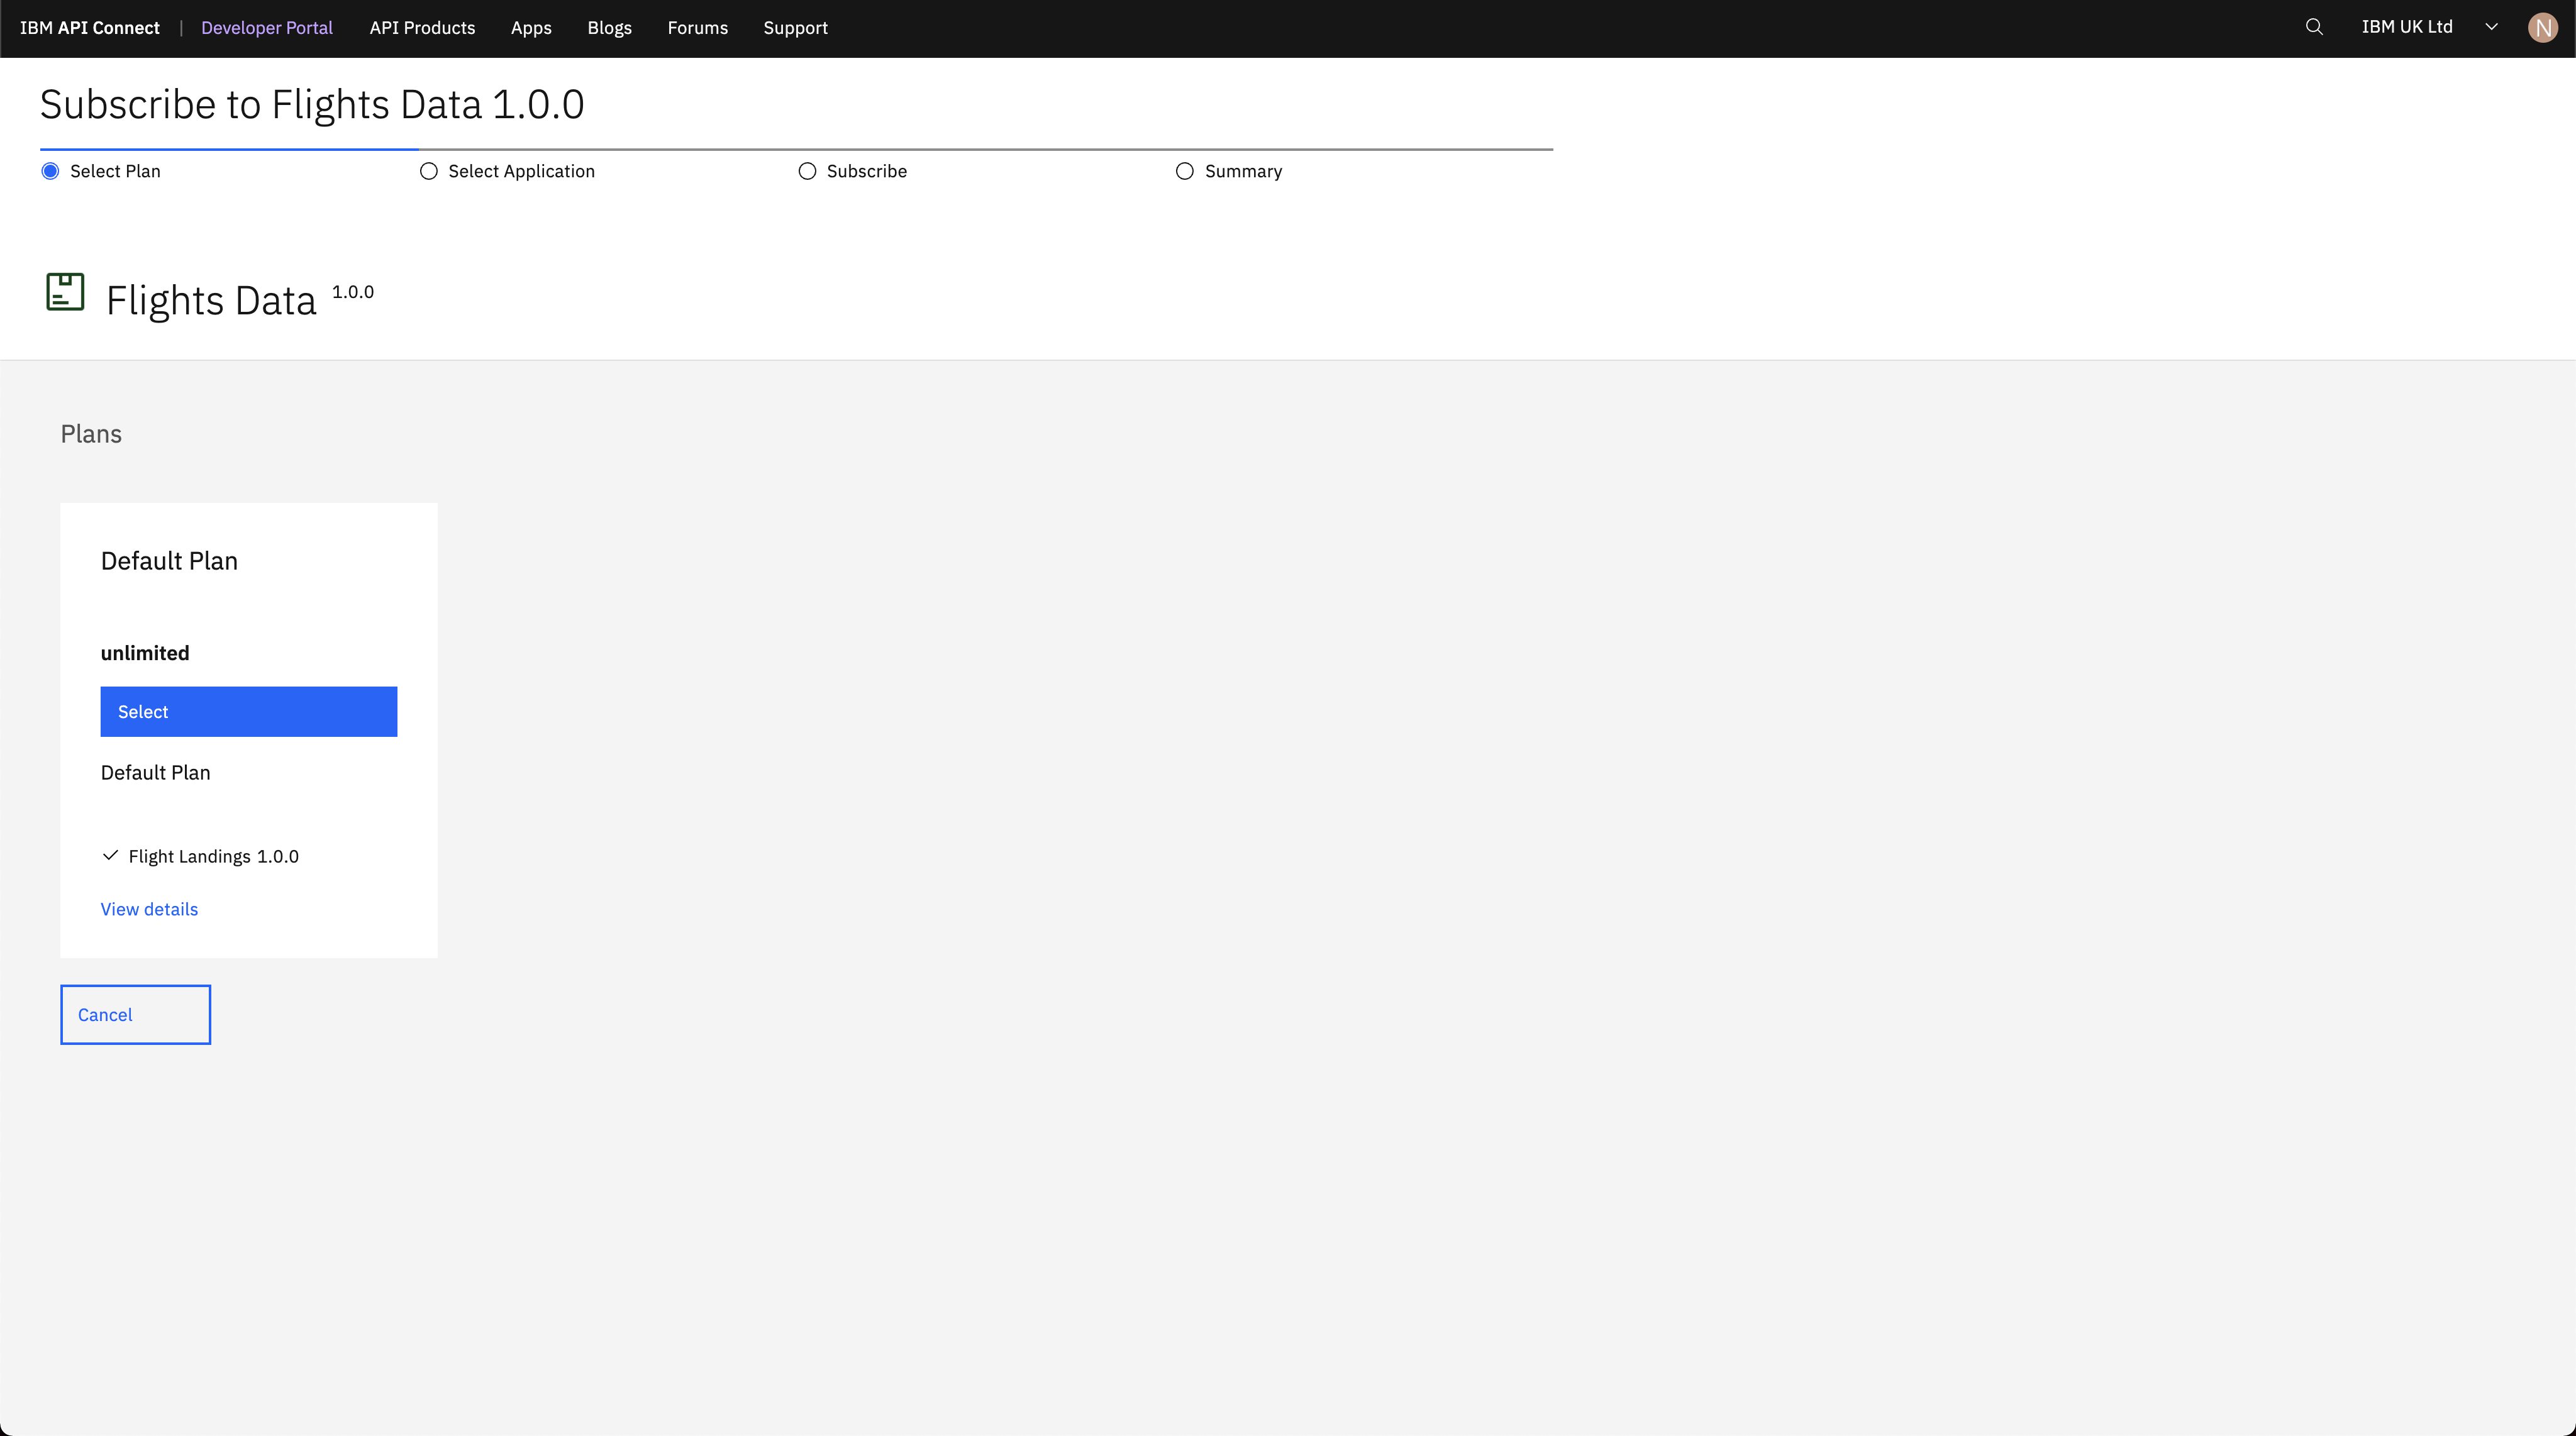 IBM API Connect | Developer Portal API Products Apps Blogs Forums Support IBM UK Ltd N
Subscribe to Flights Data 1.0.0
Select Plan Select Application Subscribe Summary
Flights Data 1.0.0
Plans
Default Plan
unlimited
Select
Default Plan
Flight Landings 1.0.0
View details
Cancel